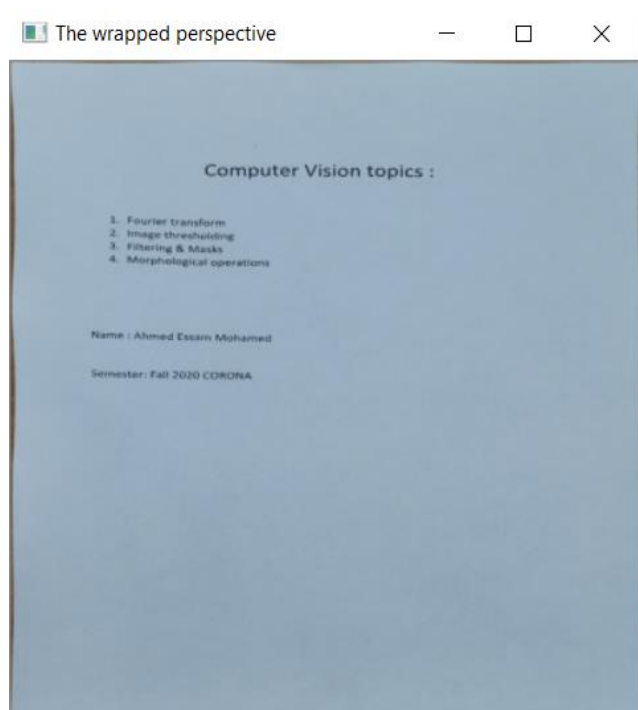 The wrapped perspective
Computer Vision topics :
1. Fourier transform
2. Image thresholding
3. Filtering & Masks
4. Morphological operations
Name : Ahmed Essam Mohamed
Semester: Fall 2020 CORONA